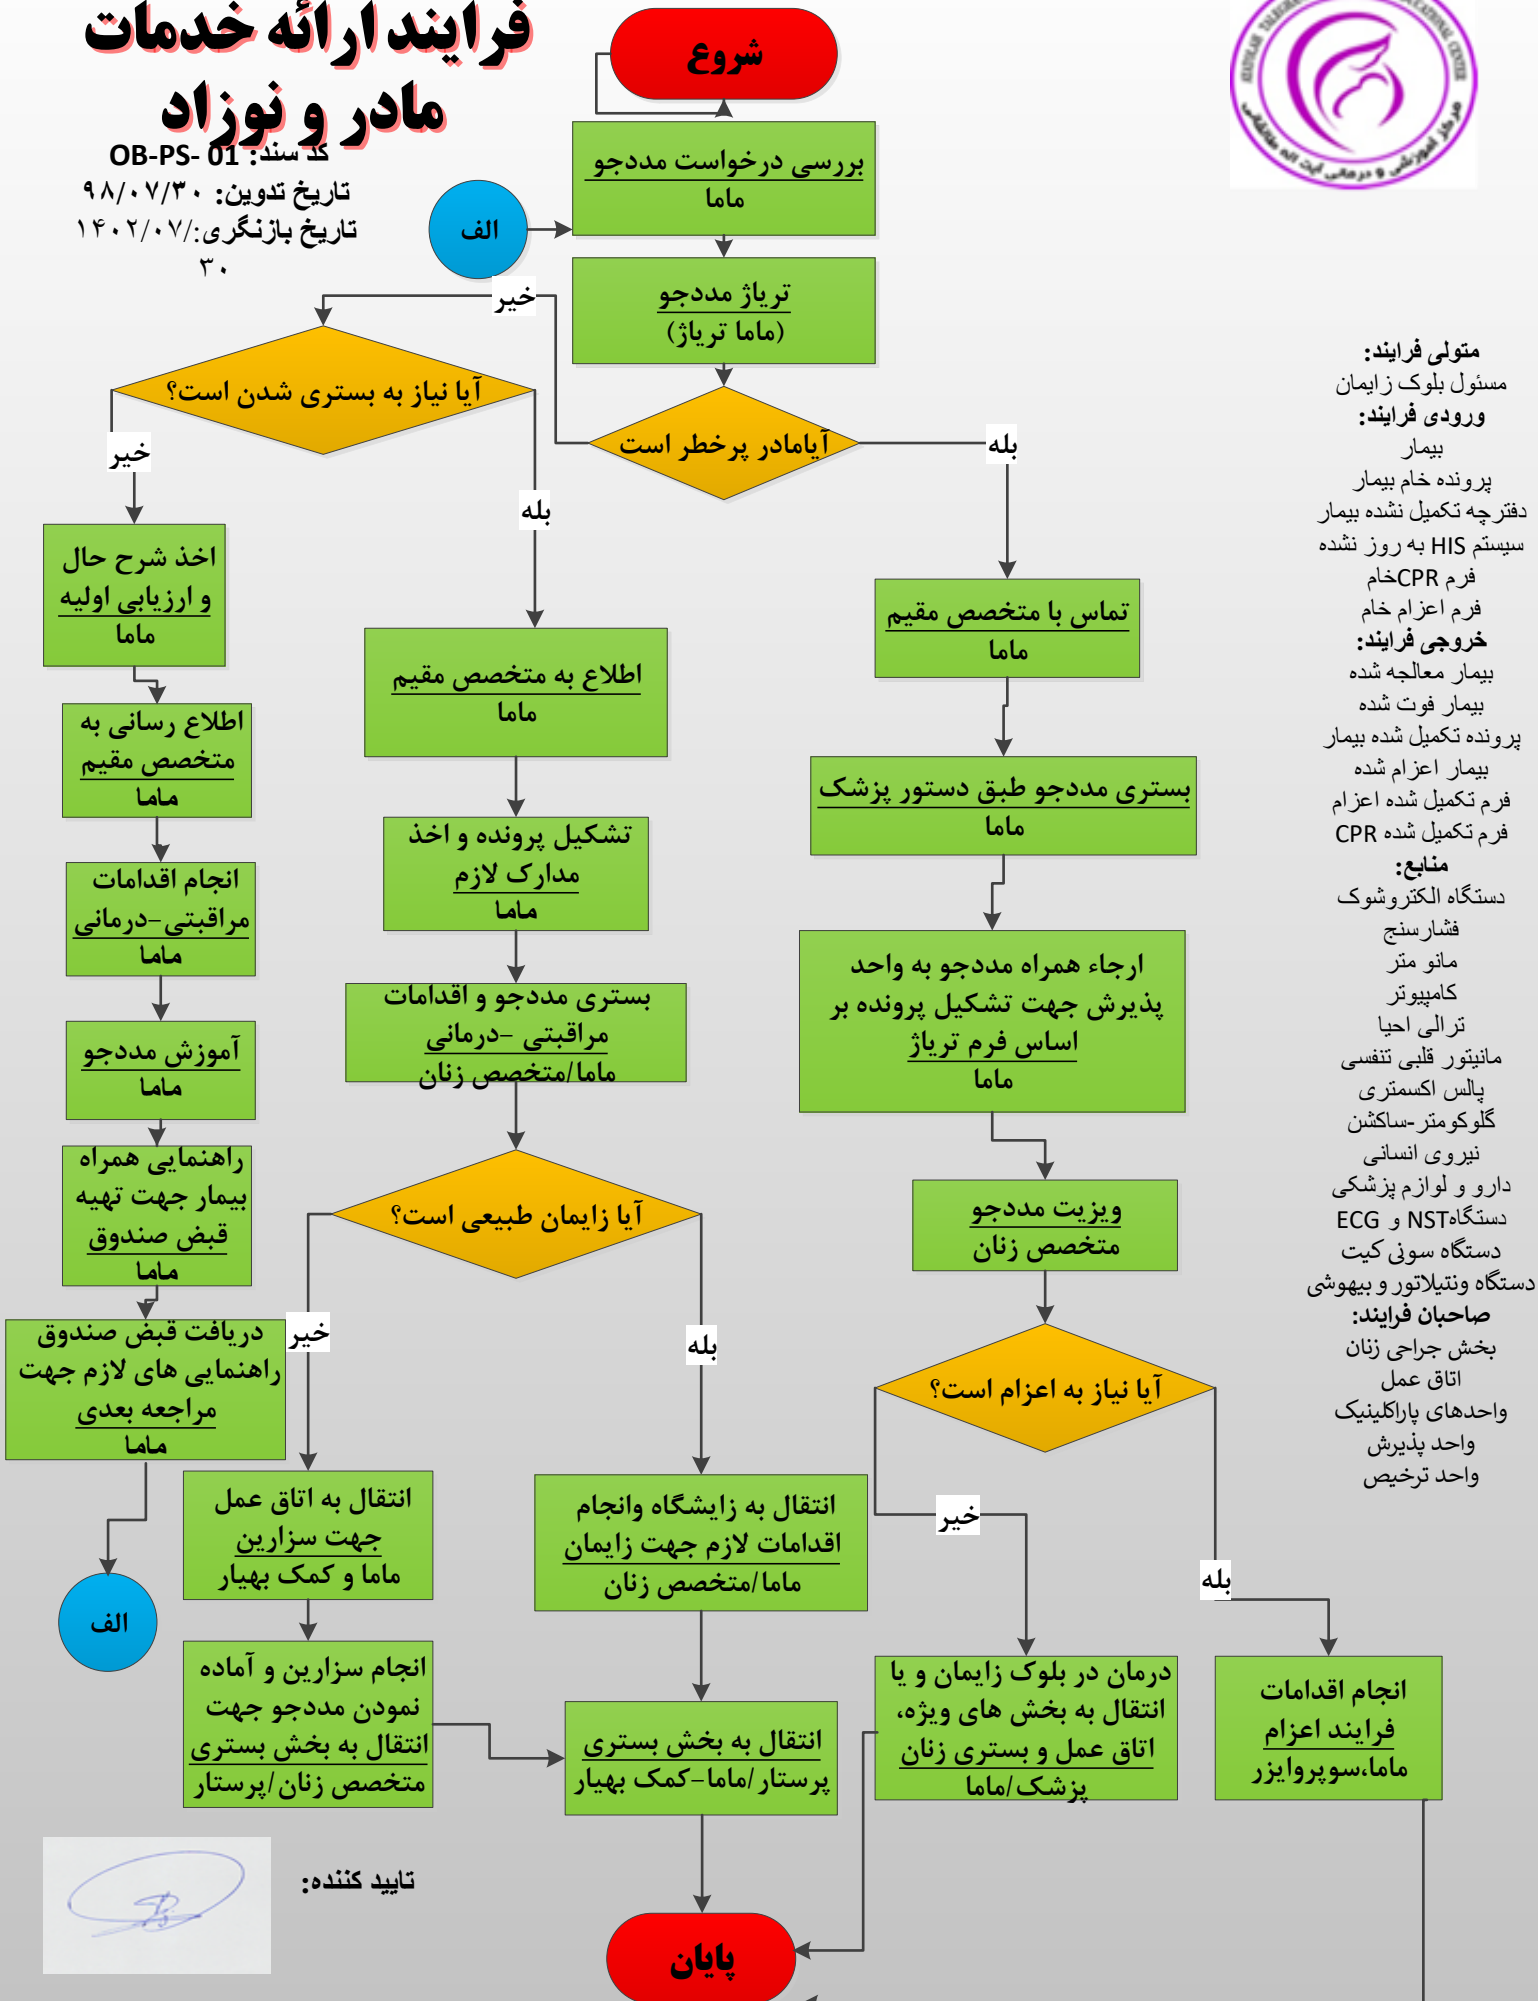 فرایند ارائه خدمات
مادر و نوزاد
کد سند: OB-PS- 01
تاریخ تدوین: ۹۸/۰۷/۳۰
تاریخ بازنگری:/۱۴۰۲/۰۷
۳۰
مرکز آموزشی و درمانی آیت اله طالقانی
شروع
بررسی درخواست مددجو
ماما
الف
تریاژ مددجو
(ماما تریاژ)
آیامادر پرخطر است
خیر
بله
آیا نیاز به بستری شدن است؟
خیر
بله
اخذ شرح حال
و ارزیابی اولیه
ماما
اطلاع رسانی به
متخصص مقیم
ماما
انجام اقدامات
مراقبتی-درمانی
ماما
آموزش مددجو
ماما
راهنمایی همراه
بیمار جهت تهیه
قبض صندوق
ماما
دریافت قبض صندوق
راهنمایی های لازم جهت
مراجعه بعدی
ماما
الف
اطلاع به متخصص مقیم
ماما
تشکیل پرونده و اخذ
مدارک لازم
ماما
بستری مددجو و اقدامات
مراقبتی -درمانی
ماما/متخصص زنان
آیا زایمان طبیعی است؟
خیر
بله
انتقال به اتاق عمل
جهت سزارین
ماما و کمک بهیار
انجام سزارین و آماده
نمودن مددجو جهت
انتقال به بخش بستری
متخصص زنان/پرستار
انتقال به زایشگاه وانجام
اقدامات لازم جهت زایمان
ماما/متخصص زنان
انتقال به بخش بستری
پرستار/ماما-کمک بهیار
تماس با متخصص مقیم
ماما
بستری مددجو طبق دستور پزشک
ماما
ارجاء همراه مددجو به واحد
پذیرش جهت تشکیل پرونده بر
اساس فرم تریاژ
ماما
ویزیت مددجو
متخصص زنان
آیا نیاز به اعزام است؟
خیر
بله
درمان در بلوک زایمان و یا
انتقال به بخش های ویژه،
اتاق عمل و بستری زنان
پزشک/ماما
انجام اقدامات
فرایند اعزام
ماما،سوپروایزر
پایان
تایید کننده:
متولی فرایند:
مسئول بلوک زایمان
ورودی فرایند:
بیمار
پرونده خام بیمار
دفترچه تکمیل نشده بیمار
سیستم HIS به روز نشده
فرم CPRخام
فرم اعزام خام
خروجی فرایند:
بیمار معالجه شده
بیمار فوت شده
پرونده تکمیل شده بیمار
بیمار اعزام شده
فرم تکمیل شده اعزام
فرم تکمیل شده CPR
منابع:
دستگاه الکتروشوک
فشارسنج
مانو متر
کامپیوتر
ترالی احیا
مانیتور قلبی تنفسی
پالس اکسمتری
گلوکومتر-ساکشن
نیروی انسانی
دارو و لوازم پزشکی
دستگاهNST و ECG
دستگاه سونی کیت
دستگاه ونتیلاتور و بیهوشی
صاحبان فرایند:
بخش جراحی زنان
اتاق عمل
واحدهای پاراکلینیک
واحد پذیرش
واحد ترخیص